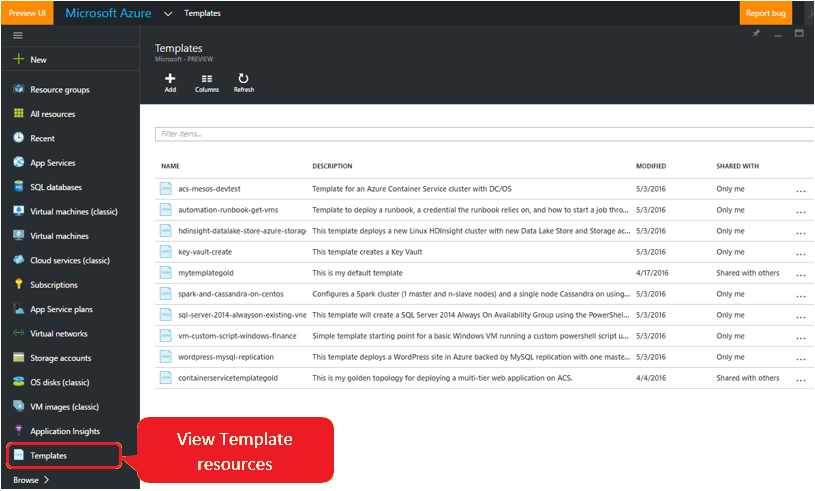 Preview UI Microsoft Azure Templates Report bug
Templates
Microsoft - PREVIEW
Add Columns Refresh
Filter items...
NAME DESCRIPTION MODIFIED SHARED WITH
acs-mesos-devtest Template for an Azure Container Service cluster with DC/OS 5/3/2016 Only me ...
automation-runbook-get-vms Template to deploy a runbook, a credential the runbook relies on, and how to start a job throu... 5/3/2016 Only me ...
hdinsight-datalake-store-azure-storag This template deploys a new Linux HDInsight cluster with new Data Lake Store and Storage ac... 5/3/2016 Only me ...
key-vault-create This template creates a Key Vault 5/3/2016 Only me ...
mytemplategold This is my default template 4/17/2016 Shared with others ...
spark-and-cassandra-on-centos Configures a Spark cluster (1 master and n-slave nodes) and a single node Cassandra on using... 5/3/2016 Only me ...
sql-server-2014-alwayson-existing-vne This template will create a SQL Server 2014 Always On Availability Group using the PowerShel... 5/3/2016 Only me ...
vm-custom-script-windows-finance Simple template starting point for a basic Windows VM running a custom powershell script u... 5/3/2016 Only me ...
wordpress-mysql-replication This template deploys a WordPress site in Azure backed by MySQL replication with one maste... 5/3/2016 Only me ...
containerservicetemplategold This is my golden topology for deploying a multi-tier web application on ACS. 4/4/2016 Shared with others ...
New
Resource groups
All resources
Recent
App Services
SQL databases
Virtual machines (classic)
Virtual machines
Cloud services (classic)
Subscriptions
App Service plans
Virtual networks
Storage accounts
OS disks (classic)
VM images (classic)
Application Insights
Templates
Browse
View Template
resources